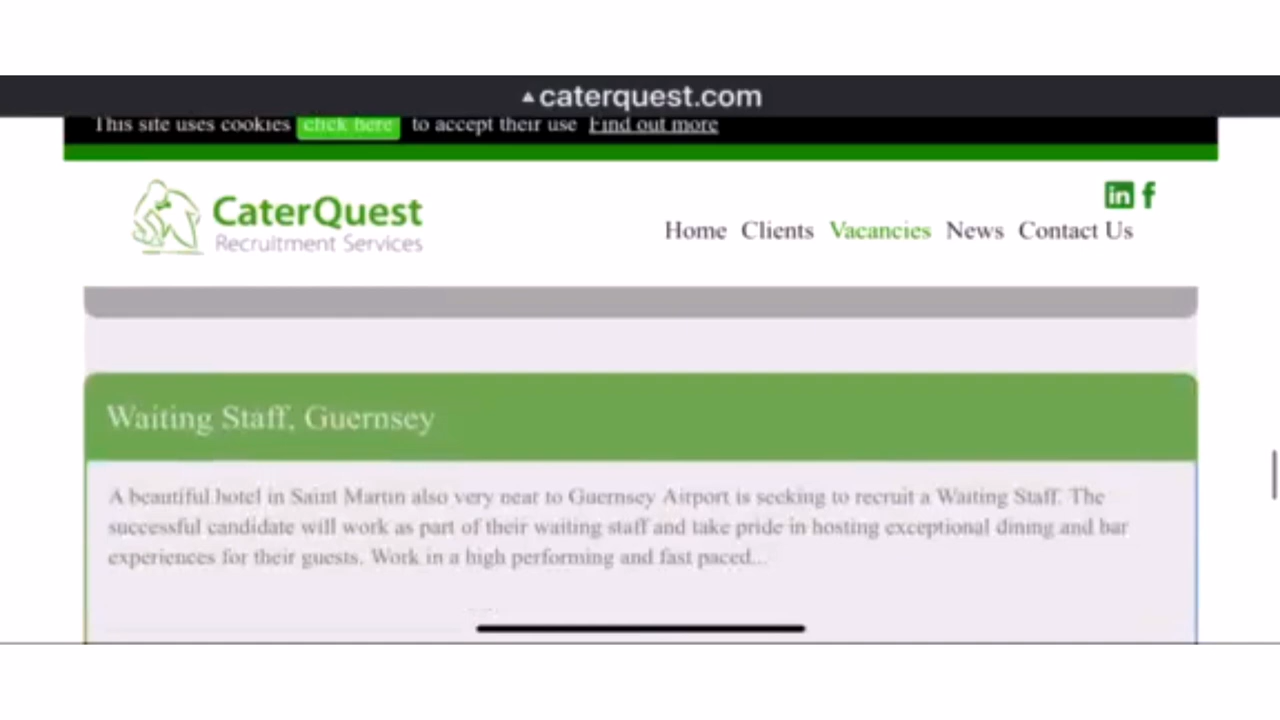 caterquest.com
This site uses cookies click here to accept their use Find out more
in f
CaterQuest
Recruitment Services
Home Clients Vacancies News Contact Us
Waiting Staff, Guernsey
A beautiful hotel in Saint Martin also very near to Guernsey Airport is seeking to recruit a Waiting Staff. The
successful candidate will work as part of their waiting staff and take pride in hosting exceptional dining and bar
experiences for their guests. Work in a high performing and fast paced...